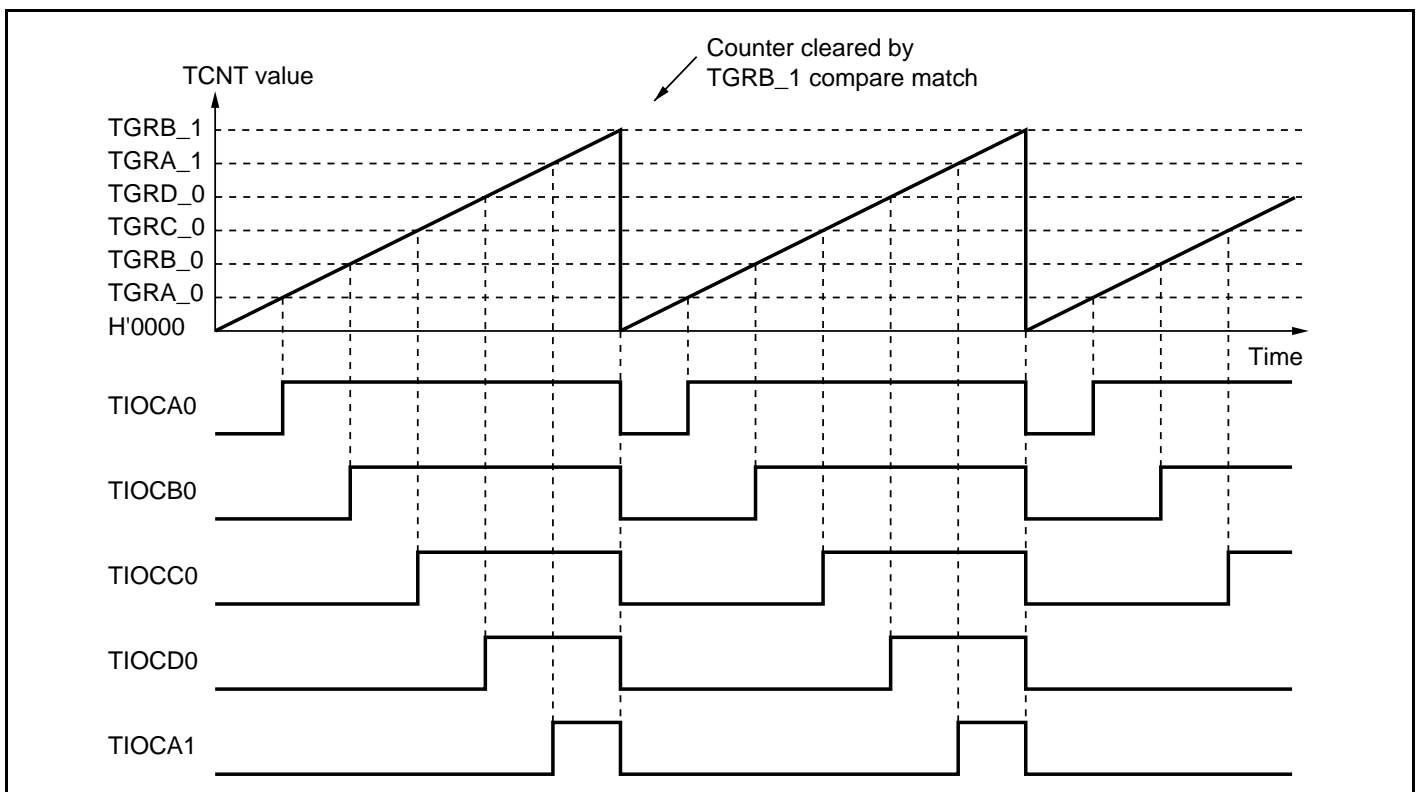 Counter cleared by
TGRB_1 compare match
TCNT value
TGRB_1
TGRA_1
TGRD_0
TGRC_0
TGRB_0
TGRA_0
H'0000
Time
TIOCA0
TIOCB0
TIOCC0
TIOCD0
TIOCA1